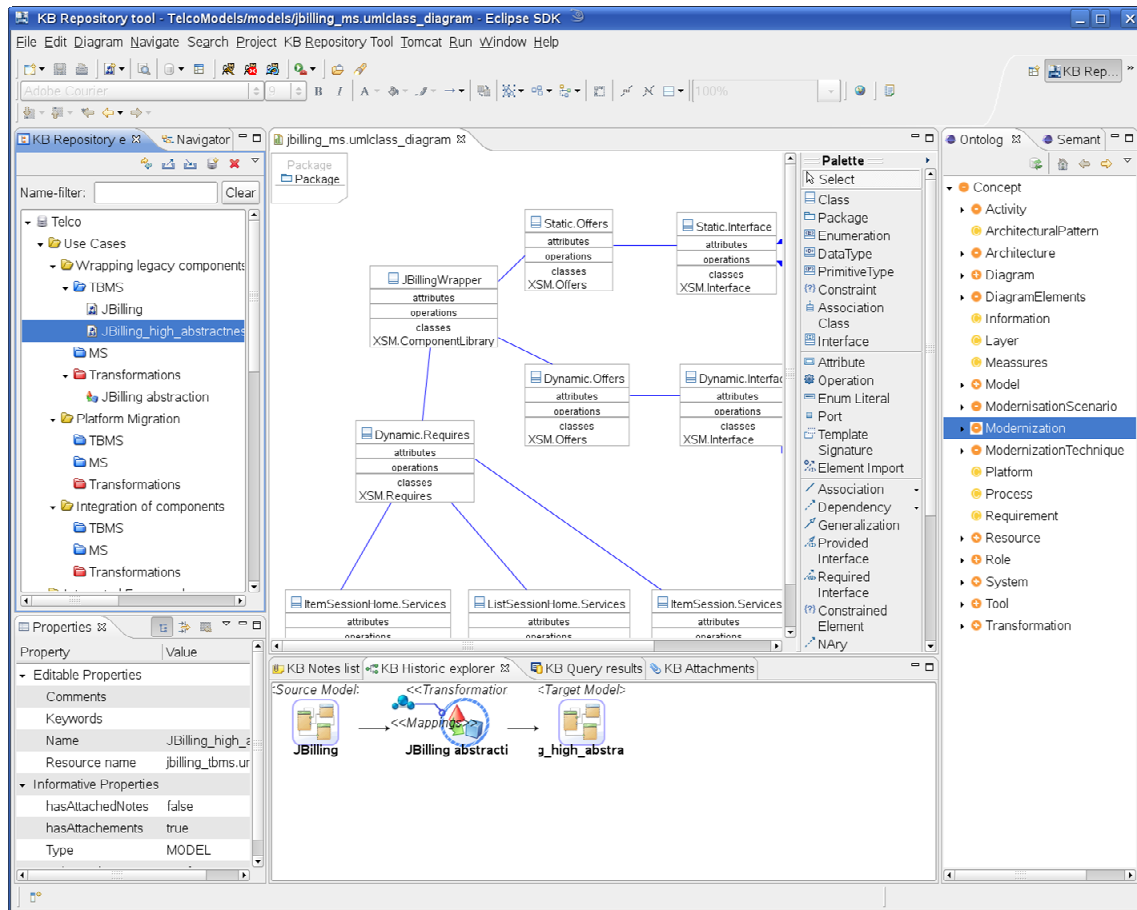 KB Repository tool - TelcoModels/models/jbilling_ms.umlclass_diagram - Eclipse SDK
File Edit Diagram Navigate Search Project KB Repository Tool Tomcat Run Window Help
Adobe Courier 9 B I A 100% KB Rep... »
KB Repository e Navigator
Name-filter: Clear
Telco
Use Cases
Wrapping legacy components
TBMS
JBilling
JBilling_high_abstractnes
MS
Transformations
JBilling abstraction
Platform Migration
TBMS
MS
Transformations
Integration of components
TBMS
MS
Transformations
jbilling_ms.umlclass_diagram
Package
Package
Static.Offers
attributes
operations
classes
XSM.Offers
Static.Interface
attributes
operations
classes
XSM.Interface
JBillingWrapper
attributes
operations
classes
XSM.ComponentLibrary
Dynamic.Offers
attributes
operations
classes
XSM.Offers
Dynamic.Interfac
attributes
operations
classes
XSM.Interface
Dynamic.Requires
attributes
operations
classes
XSM.Requires
ItemSessionHome.Services
attributes
operations
ListSessionHome.Services
attributes
operations
ItemSession.Services
attributes
operations
Palette
Select
Class
Package
Enumeration
DataType
PrimitiveType
Constraint
Association
Class
Interface
Attribute
Operation
Enum Literal
Port
Template
Signature
Element Import
Association
Dependency
Generalization
Provided
Interface
Required
Interface
Constrained
Element
NAry
Ontolog Semant
Concept
Activity
ArchitecturalPattern
Architecture
Diagram
DiagramElements
Information
Layer
Meassures
Model
ModernisationScenario
Modernization
ModernizationTechnique
Platform
Process
Requirement
Resource
Role
System
Tool
Transformation
Properties
Property Value
Editable Properties
Comments
Keywords
Name JBilling_high_a
Resource name jbilling_tbms.ur
Informative Properties
hasAttachedNotes false
hasAttachements true
Type MODEL
KB Notes list KB Historic explorer KB Query results KB Attachments
:Source Model: <<Transformatior <Target Model>
<<Mappings>>
JBilling JBilling abstracti g_high_abstra